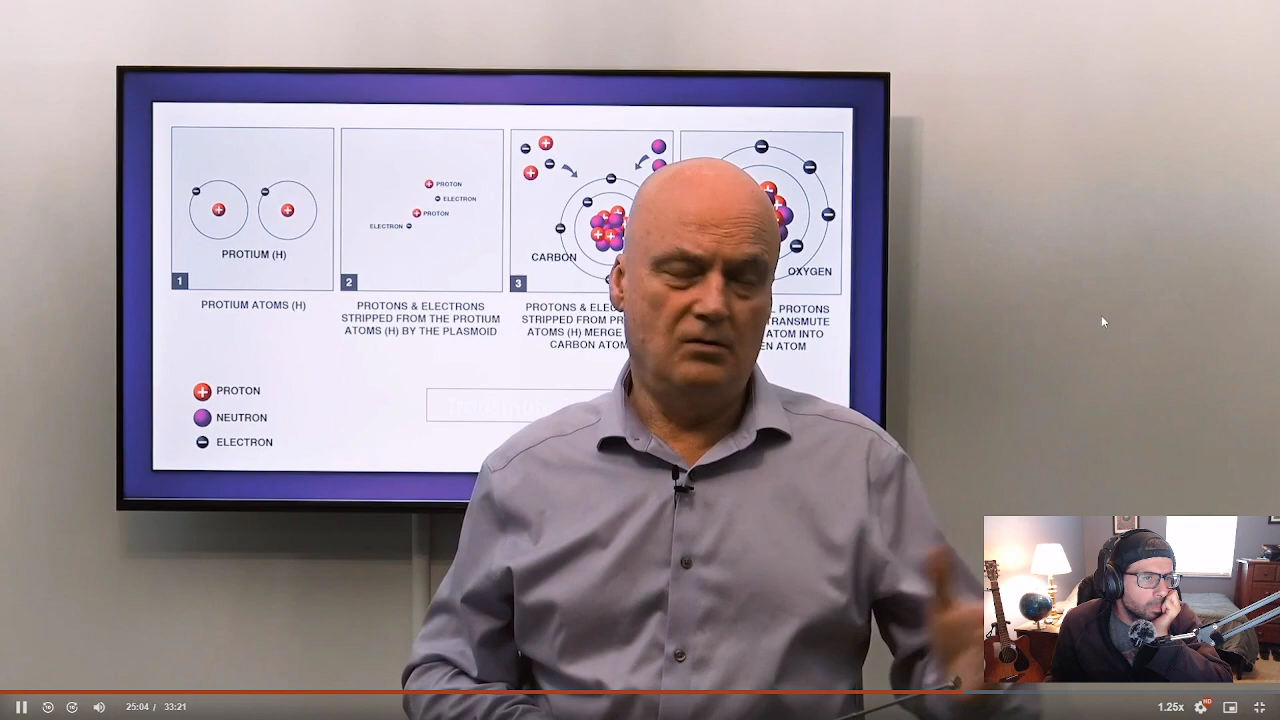 PROTIUM (H)
1
PROTIUM ATOMS (H)
PROTON
ELECTRON
PROTON
ELECTRON
2
PROTONS & ELECTRONS
STRIPPED FROM THE PROTIUM
ATOMS (H) BY THE PLASMOID
CARBON
3
PROTONS & ELEC
STRIPPED FROM PR
ATOMS (H) MERGE
CARBON ATOM
OXYGEN
L PROTONS
TRANSMUTE
ATOM INTO
EN ATOM
PROTON
NEUTRON
ELECTRON
25:04 / 33:21
1.25x
HD